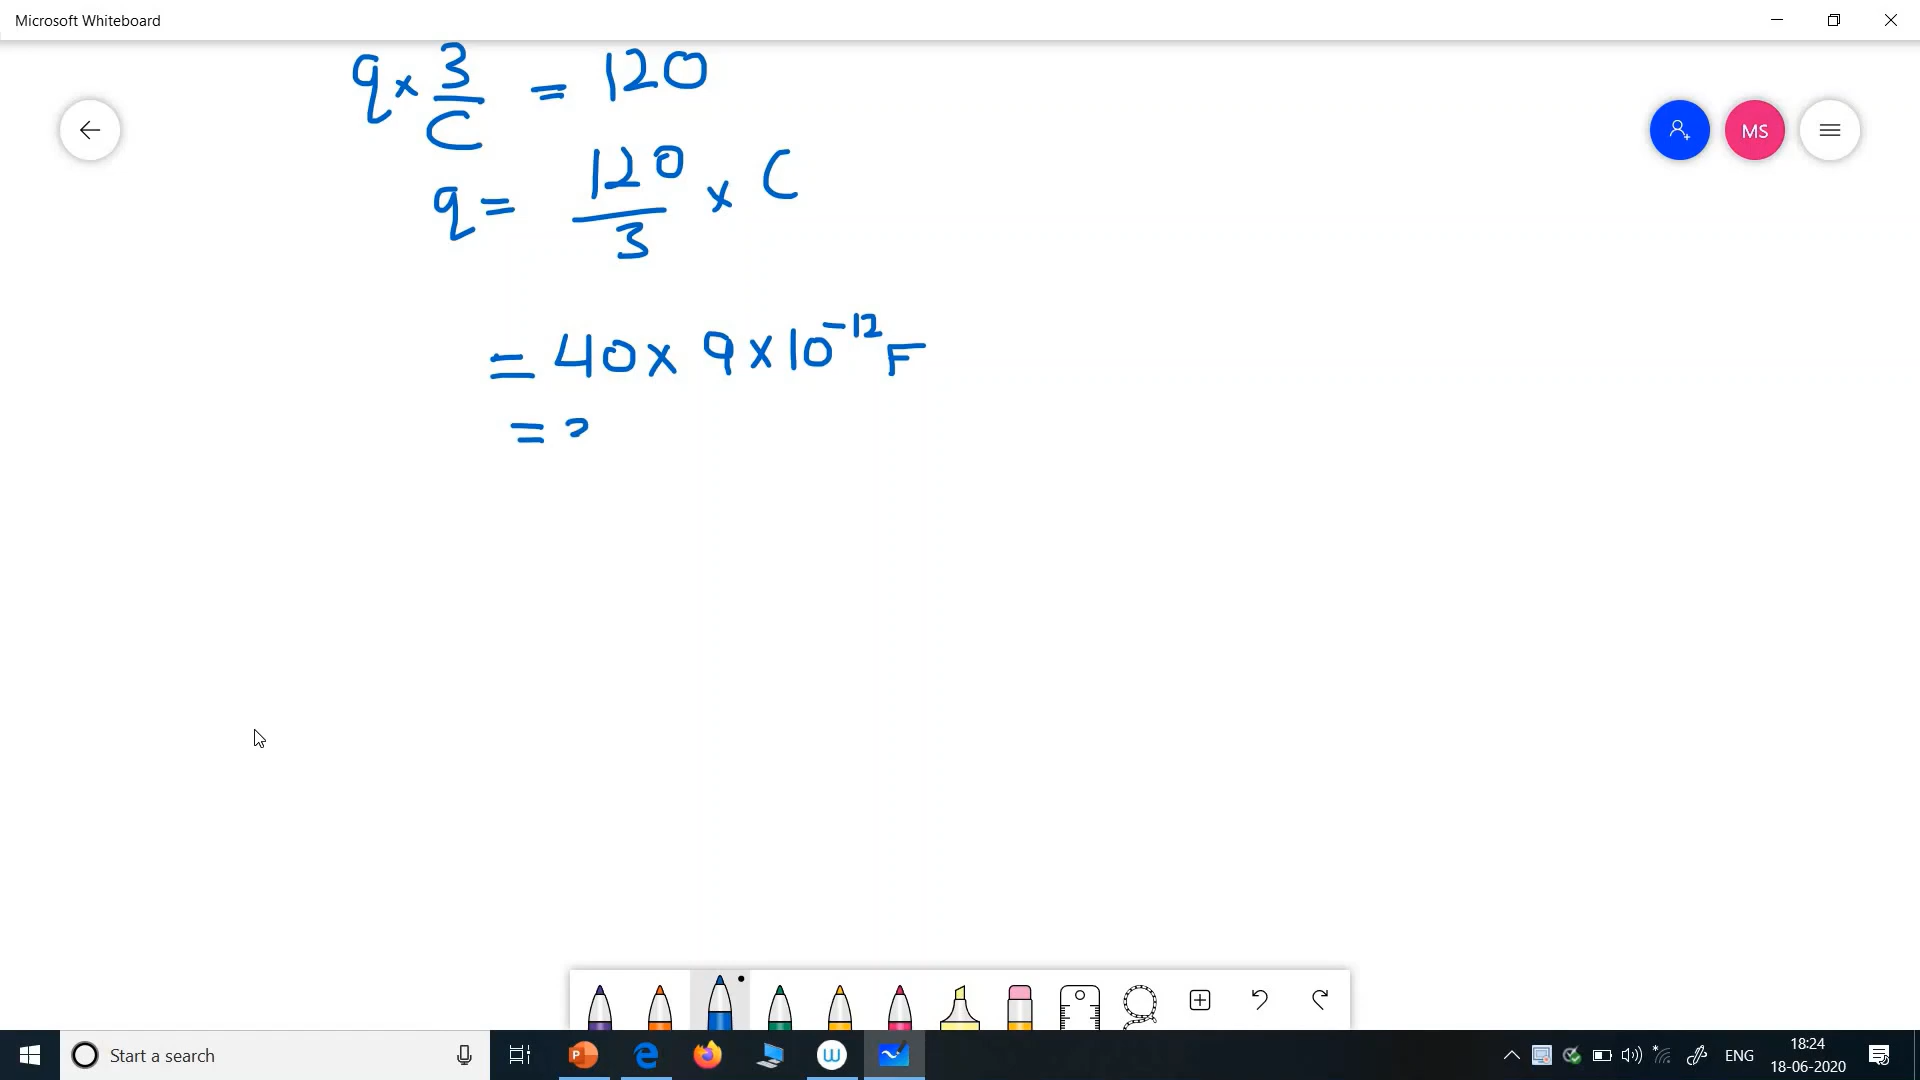 Microsoft Whiteboard
q × 3/C = 120
MS
q = 120/3 × C
= 40 × 9 × 10⁻¹² F
=
Start a search
ENG
18:24
18-06-2020